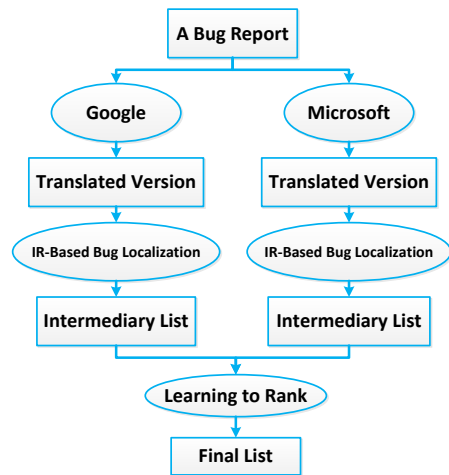 A Bug Report
Google
Microsoft
Translated Version
Translated Version
IR-Based Bug Localization
IR-Based Bug Localization
Intermediary List
Intermediary List
Learning to Rank
Final List